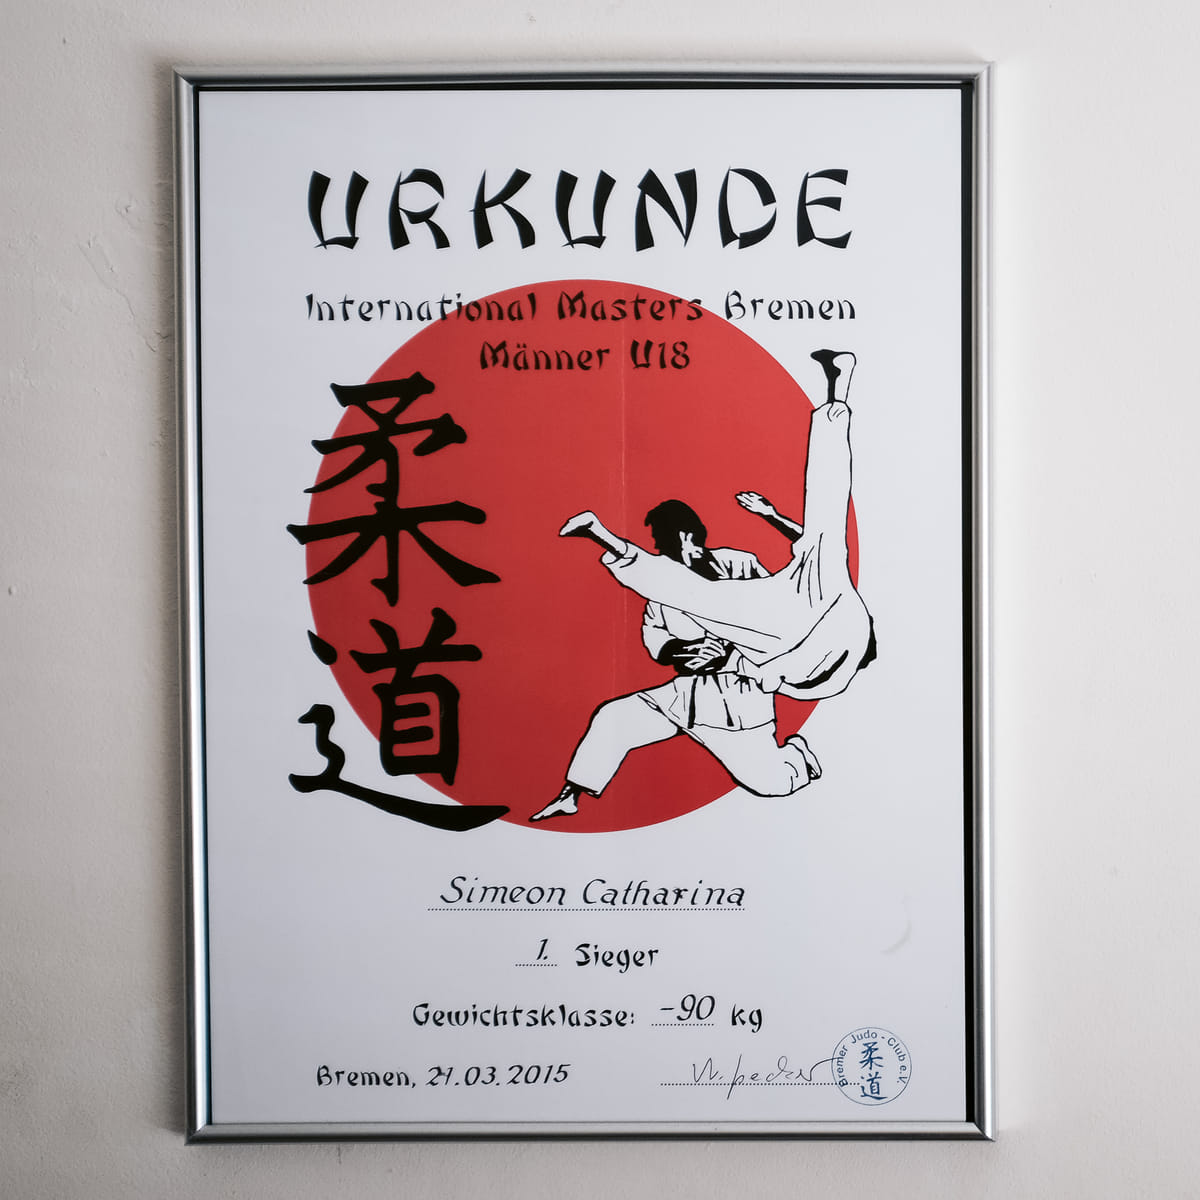 URKUNDE
International Masters Bremen
Männer U18
柔道
Simeon Catharina
1. Sieger
Gewichtsklasse: -90 kg
Bremen, 21.03.2015
Bremer Judo-Club e.V.
柔道